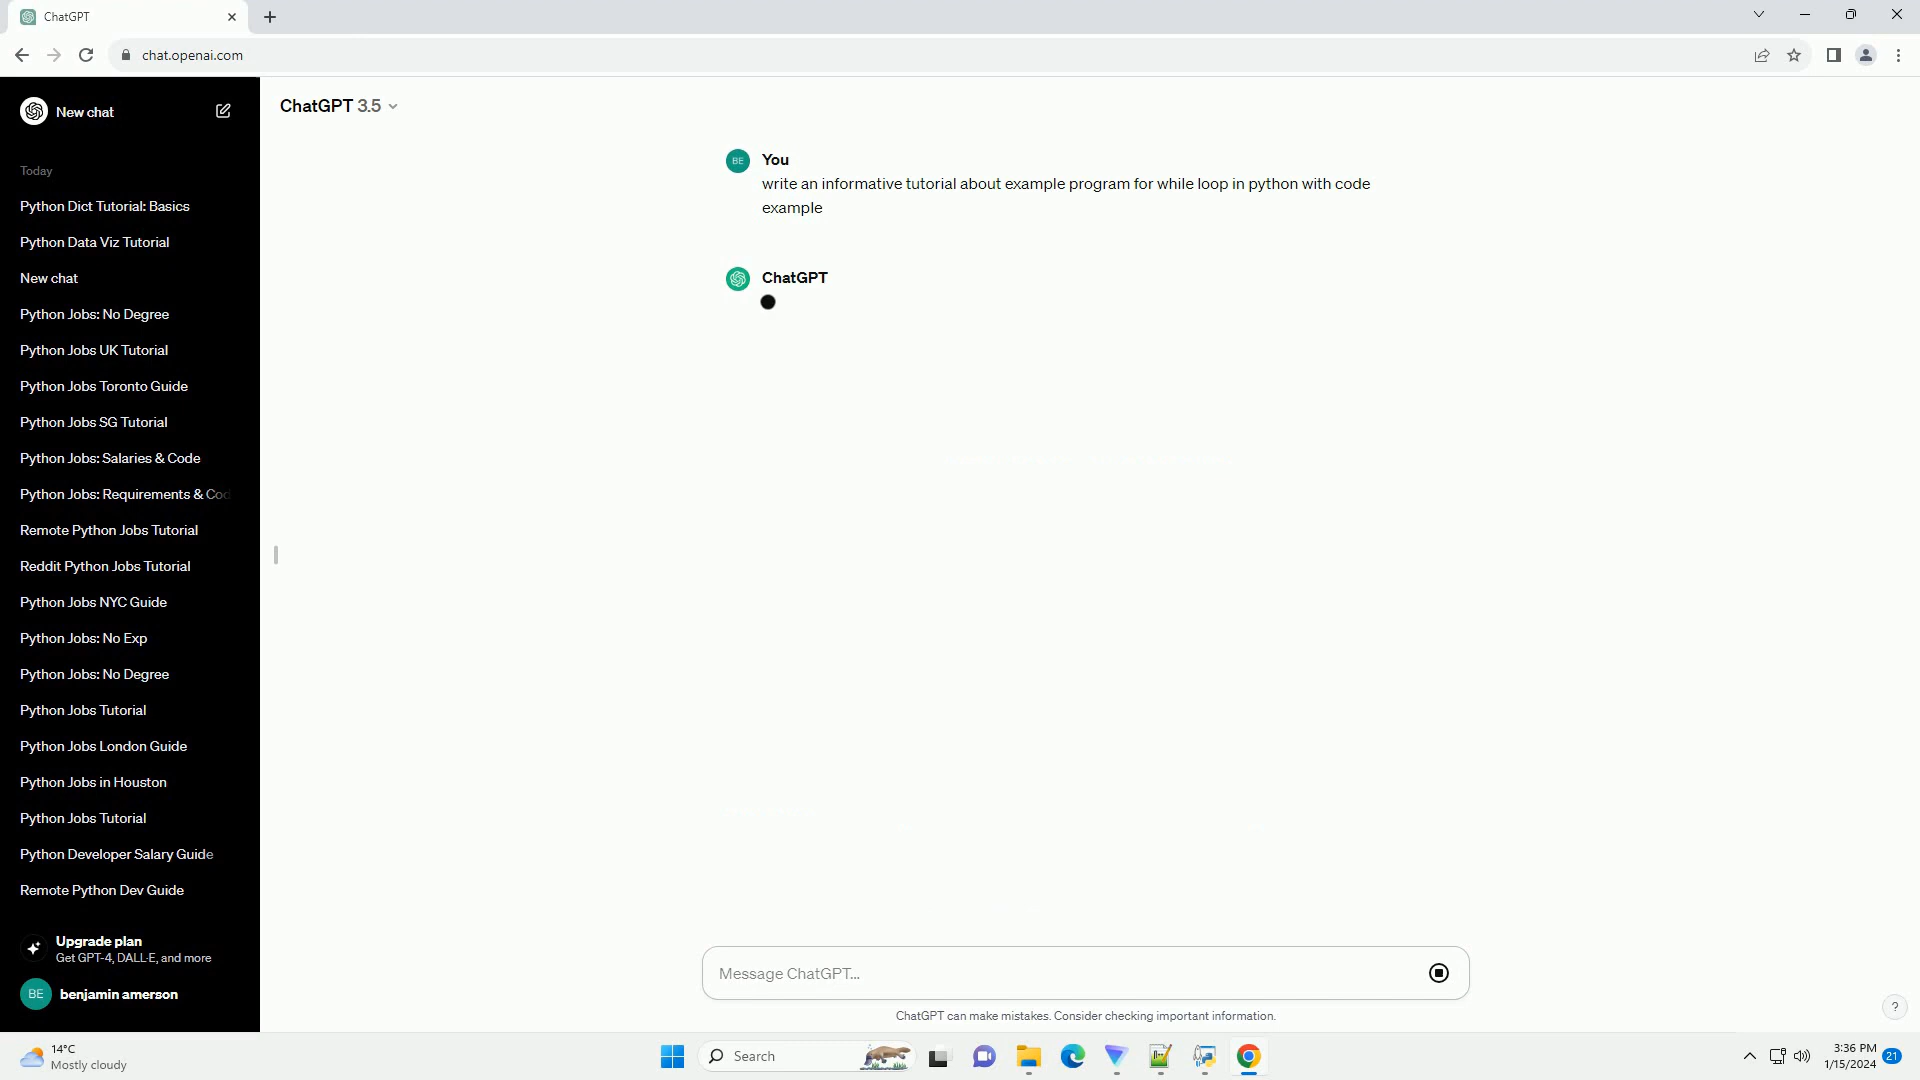 ChatGPT
chat.openai.com
New chat
Today
Python Dict Tutorial: Basics
Python Data Viz Tutorial
New chat
Python Jobs: No Degree
Python Jobs UK Tutorial
Python Jobs Toronto Guide
Python Jobs SG Tutorial
Python Jobs: Salaries & Code
Python Jobs: Requirements & Cod
Remote Python Jobs Tutorial
Reddit Python Jobs Tutorial
Python Jobs NYC Guide
Python Jobs: No Exp
Python Jobs: No Degree
Python Jobs Tutorial
Python Jobs London Guide
Python Jobs in Houston
Python Jobs Tutorial
Python Developer Salary Guide
Remote Python Dev Guide
Upgrade plan
Get GPT-4, DALL·E, and more
BE benjamin amerson
ChatGPT 3.5
BE You
write an informative tutorial about example program for while loop in python with code
example
ChatGPT
Message ChatGPT...
ChatGPT can make mistakes. Consider checking important information.
?
14°C
Mostly cloudy
Search
3:36 PM
1/15/2024
21